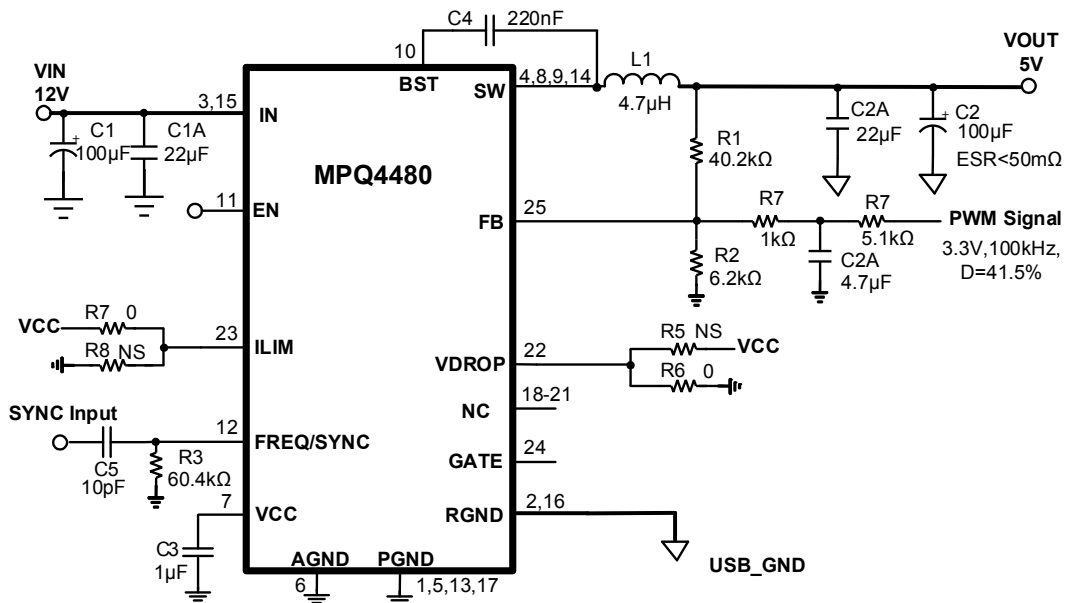 C4
220nF
10
BST
VIN
12V
3,15
IN
C1
100µF
C1A
22µF
MPQ4480
4,8,9,14
SW
L1
4.7µH
VOUT
5V
R1
40.2kΩ
C2A
22µF
C2
100µF
ESR<50mΩ
11
EN
FB
25
R7
1kΩ
R7
5.1kΩ
PWM Signal
3.3V,100kHz,
D=41.5%
R2
6.2kΩ
C2A
4.7µF
VCC
R7 0
R8 NS
23
ILIM
VDROP
22
R5 NS
VCC
R6 0
NC
18-21
SYNC Input
C5
10pF
R3
60.4kΩ
12
FREQ/SYNC
GATE
24
7
VCC
C3
1µF
RGND
2,16
USB_GND
AGND
6
PGND
1,5,13,17
+
+